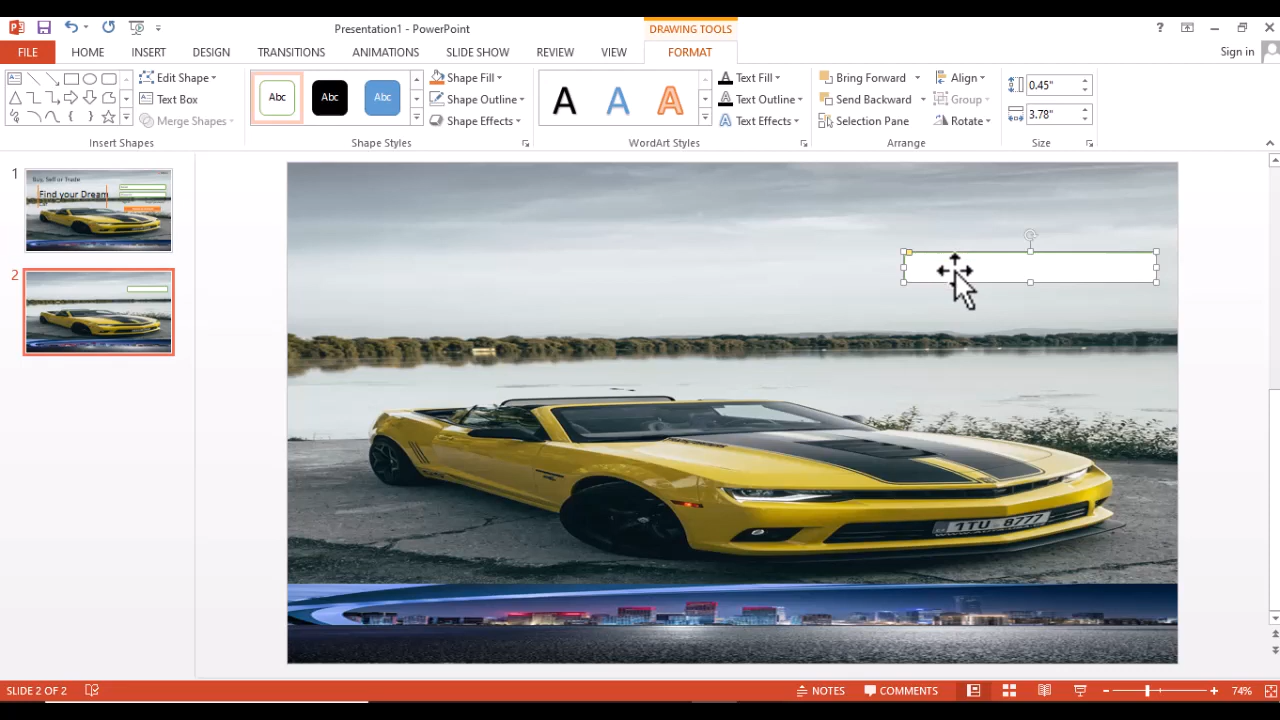 Presentation1 - PowerPoint
DRAWING TOOLS
?
FILE
HOME
INSERT
DESIGN
TRANSITIONS
ANIMATIONS
SLIDE SHOW
REVIEW
VIEW
FORMAT
Sign in
Edit Shape
Text Box
Merge Shapes
Insert Shapes
Abc
Abc
Abc
Shape Fill
Shape Outline
Shape Effects
Shape Styles
A
A
A
Text Fill
Text Outline
Text Effects
WordArt Styles
Bring Forward
Send Backward
Selection Pane
Align
Group
Rotate
Arrange
0.45"
3.78"
Size
1
Buy, Sell or Trade
Find your Dream
2
1TU 8777
SLIDE 2 OF 2
NOTES
COMMENTS
74%